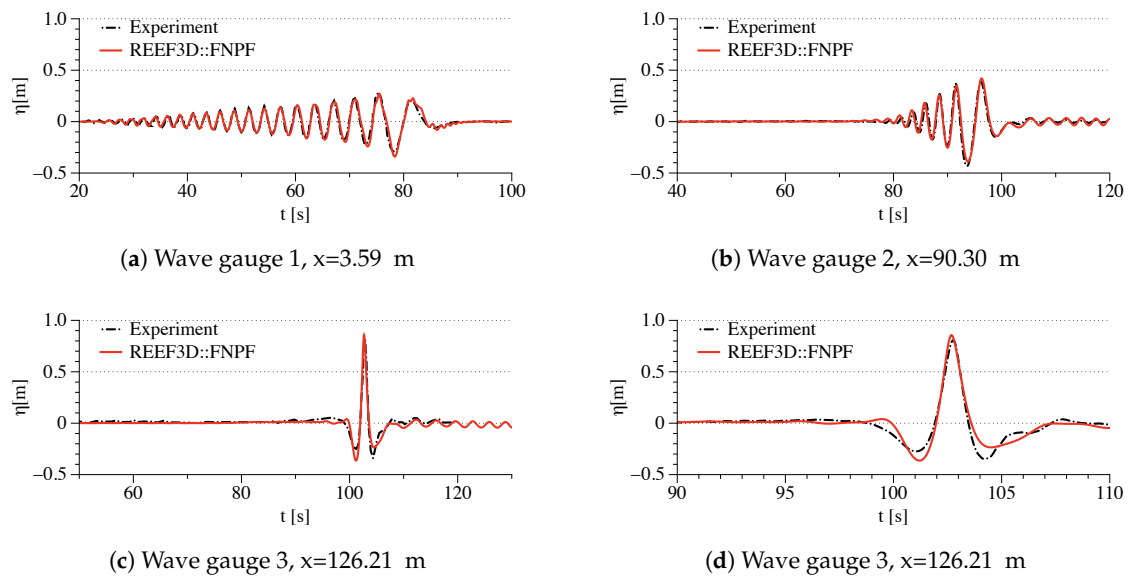 1.0
Experiment
REEF3D::FNPF
0.5
η[m]
0
−0.5
20 40 60 80 100
t [s]
(a) Wave gauge 1, x=3.59 m
1.0
Experiment
REEF3D::FNPF
0.5
η[m]
0
−0.5
40 60 80 100 120
t [s]
(b) Wave gauge 2, x=90.30 m
1.0
Experiment
REEF3D::FNPF
0.5
η[m]
0
−0.5
60 80 100 120
t [s]
(c) Wave gauge 3, x=126.21 m
1.0
Experiment
REEF3D::FNPF
0.5
η[m]
0
−0.5
90 95 100 105 110
t [s]
(d) Wave gauge 3, x=126.21 m